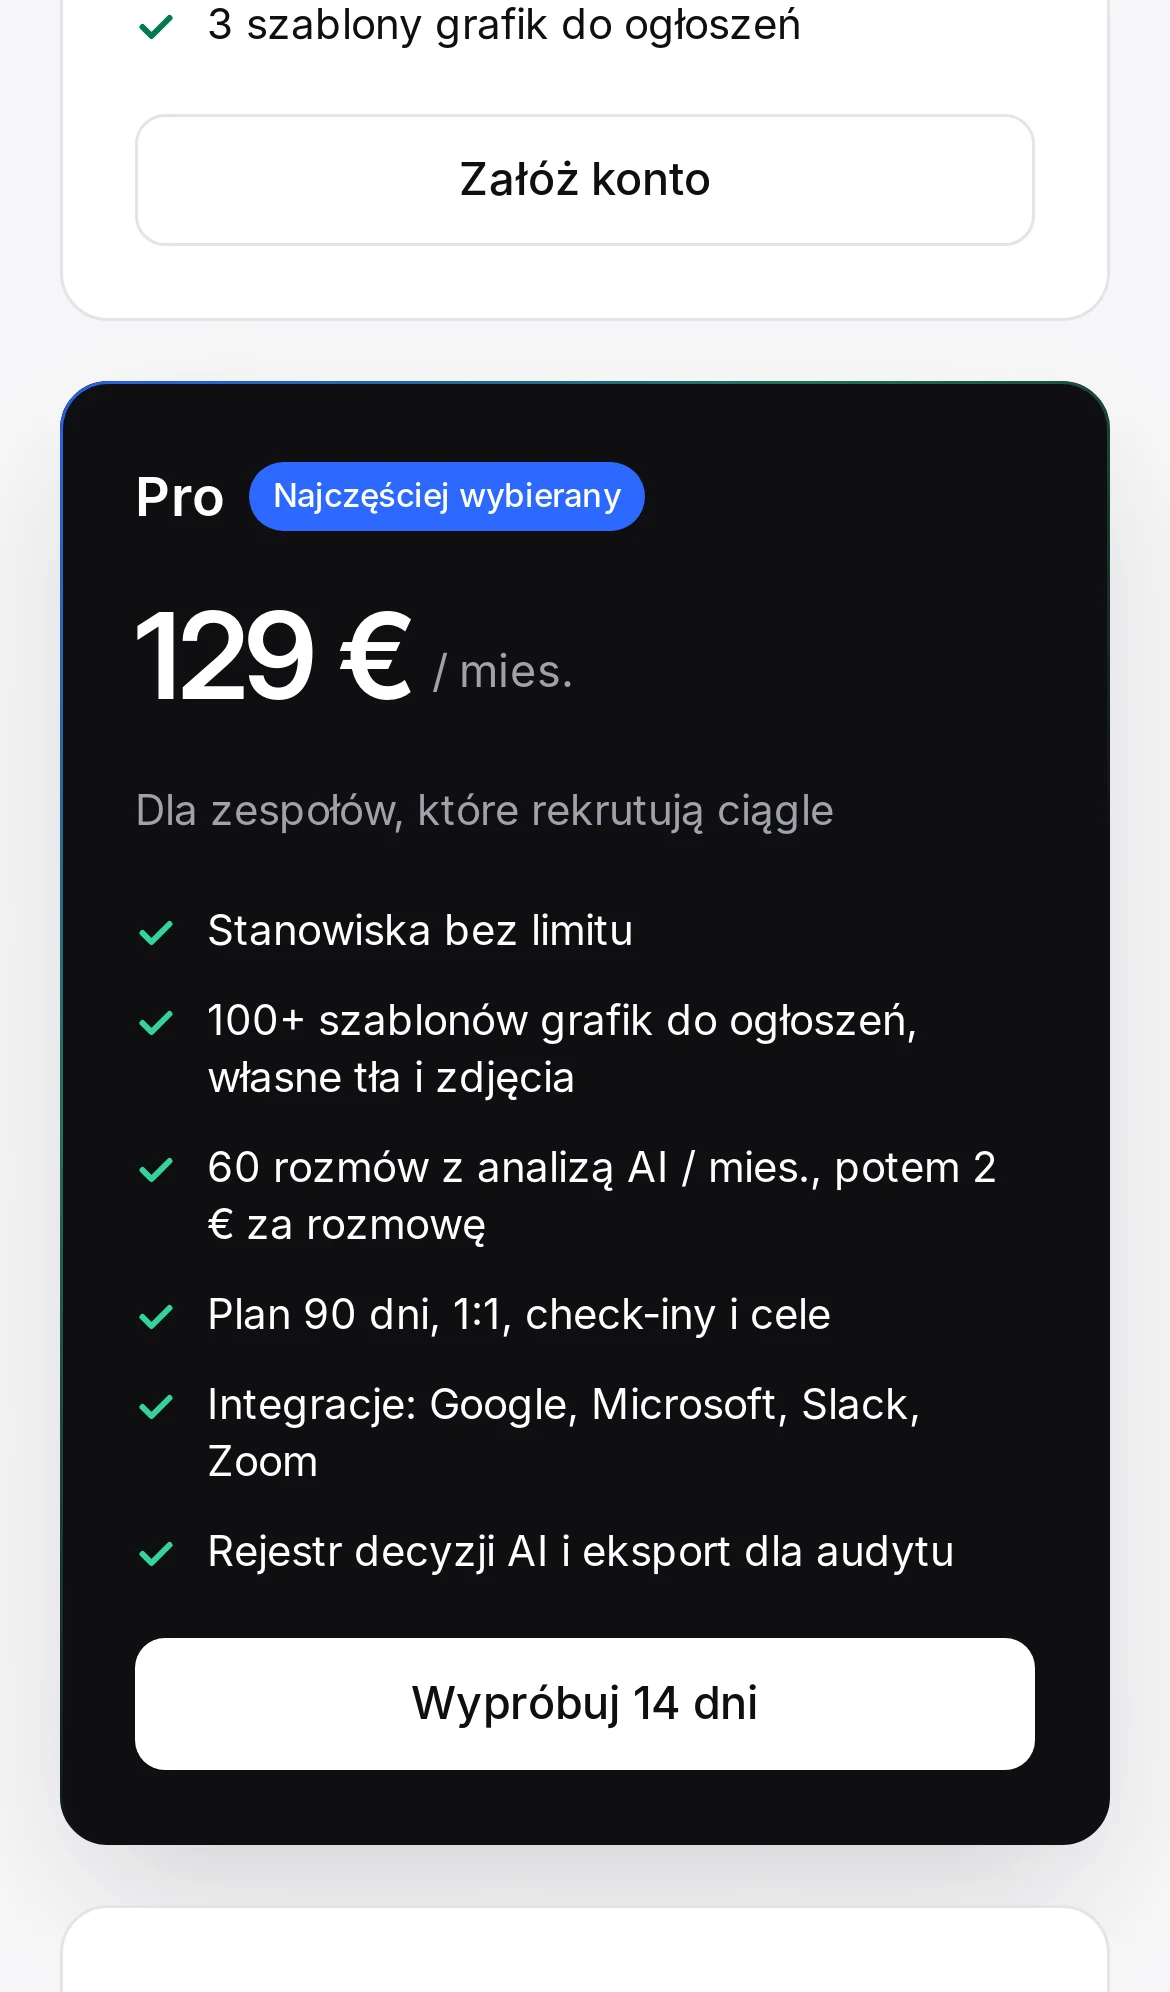 3 szablony grafik do ogłoszeń
Załóż konto
Pro
Najczęściej wybierany
129 € / mies.
Dla zespołów, które rekrutują ciągle
Stanowiska bez limitu
100+ szablonów grafik do ogłoszeń,
własne tła i zdjęcia
60 rozmów z analizą AI / mies., potem 2
€ za rozmowę
Plan 90 dni, 1:1, check-iny i cele
Integracje: Google, Microsoft, Slack,
Zoom
Rejestr decyzji AI i eksport dla audytu
Wypróbuj 14 dni